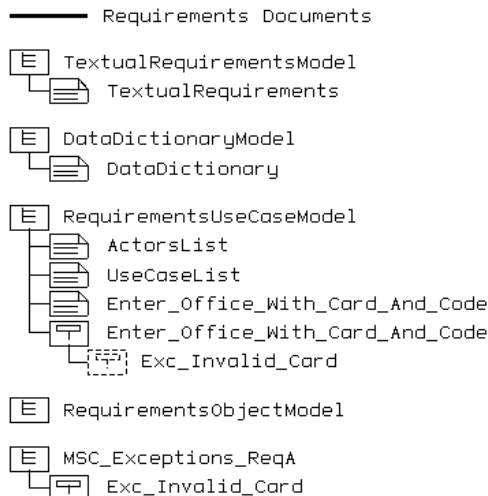 Requirements Documents
TextualRequirementsModel
TextualRequirements
DataDictionaryModel
DataDictionary
RequirementsUseCaseModel
ActorsList
UseCaseList
Enter_Office_With_Card_And_Code
Enter_Office_With_Card_And_Code
Exc_Invalid_Card
RequirementsObjectModel
MSC_Exceptions_ReqA
Exc_Invalid_Card